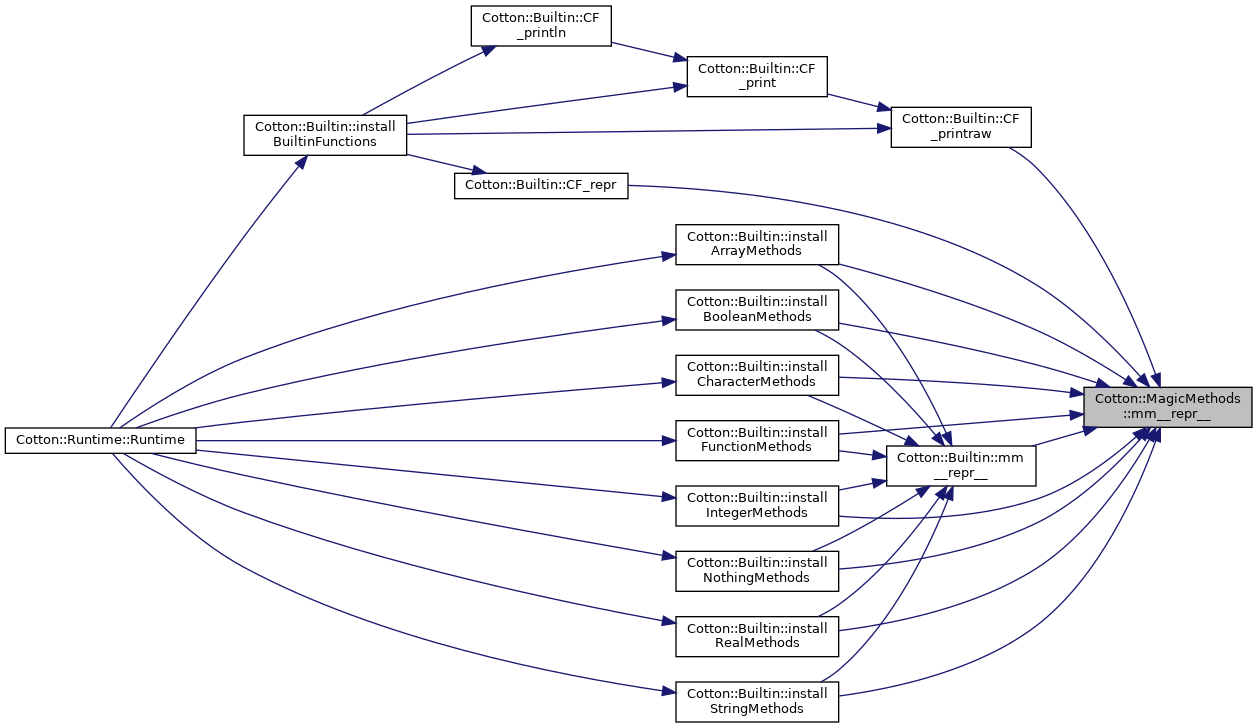 Cotton::Builtin::CF
_println
Cotton::Builtin::CF
_print
Cotton::Builtin::CF
_printraw
Cotton::Builtin::install
BuiltinFunctions
Cotton::Builtin::CF_repr
Cotton::Builtin::install
ArrayMethods
Cotton::Builtin::install
BooleanMethods
Cotton::Builtin::install
CharacterMethods
Cotton::MagicMethods
::mm__repr__
Cotton::Runtime::Runtime
Cotton::Builtin::install
FunctionMethods
Cotton::Builtin::mm
__repr__
Cotton::Builtin::install
IntegerMethods
Cotton::Builtin::install
NothingMethods
Cotton::Builtin::install
RealMethods
Cotton::Builtin::install
StringMethods